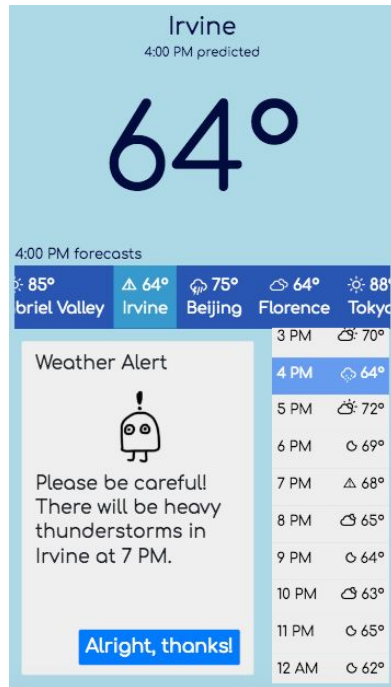 Irvine
4:00 PM predicted
64°
4:00 PM forecasts
85° 64° 75° 64° 88°
briel Valley Irvine Beijing Florence Tokyo
Weather Alert
!
Please be careful!
There will be heavy
thunderstorms in
Irvine at 7 PM.
Alright, thanks!
3 PM 70°
4 PM 64°
5 PM 72°
6 PM 69°
7 PM 68°
8 PM 65°
9 PM 64°
10 PM 63°
11 PM 65°
12 AM 62°